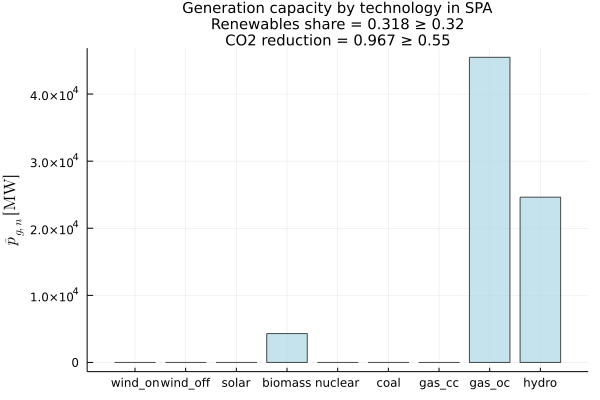 Generation capacity by technology in SPA
Renewables share = 0.318 ≥ 0.32
CO2 reduction = 0.967 ≥ 0.55
p̄g,n [MW]
4.0×10⁴
3.0×10⁴
2.0×10⁴
1.0×10⁴
0
wind_on wind_off solar biomass nuclear coal gas_cc gas_oc hydro